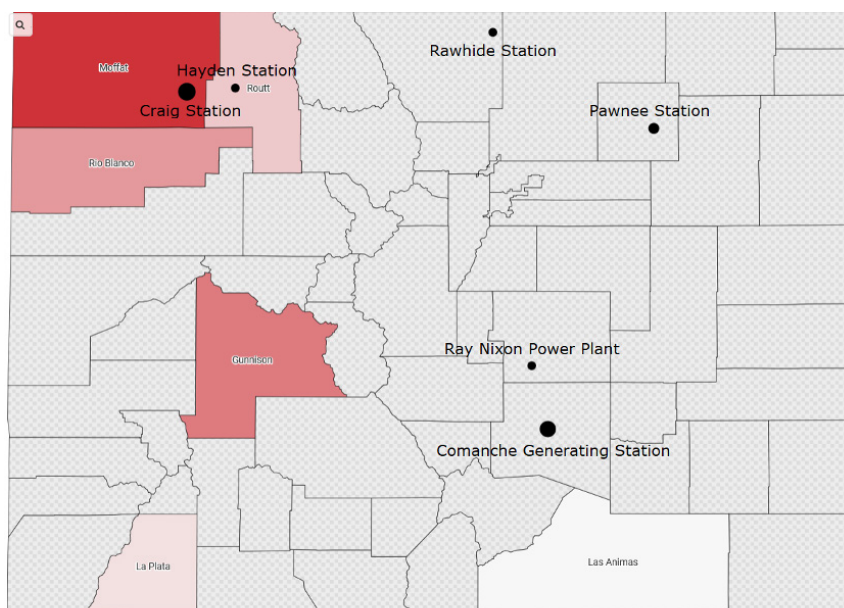 Rawhide Station
Moffat
Hayden Station
Routt
Craig Station
Pawnee Station
Rio Blanco
Ray Nixon Power Plant
Gunnison
Comanche Generating Station
La Plata
Las Animas